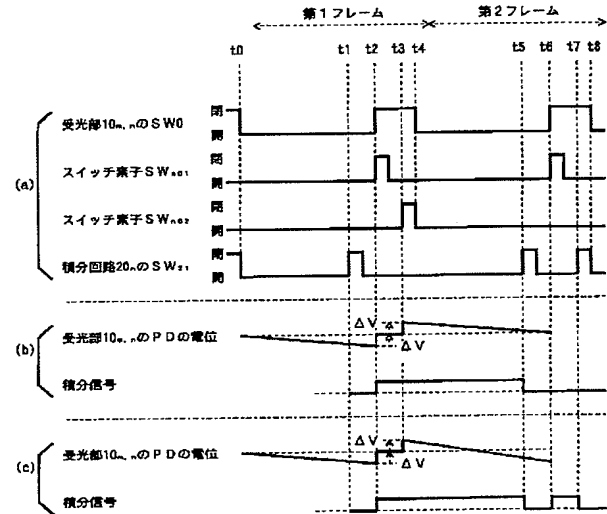 第1フレーム 第2フレーム
t0 t1 t2 t3 t4 t5 t6 t7 t8
(a)
受光部10m,nのSW0 閉 開
スイッチ素子SWn01 閉 開
スイッチ素子SWn02 閉 開
積分回路20nのSW21 閉 開
(b)
受光部10m,nのPDの電位 ΔV ΔV
積分信号
(c)
受光部10m,nのPDの電位 ΔV ΔV
積分信号